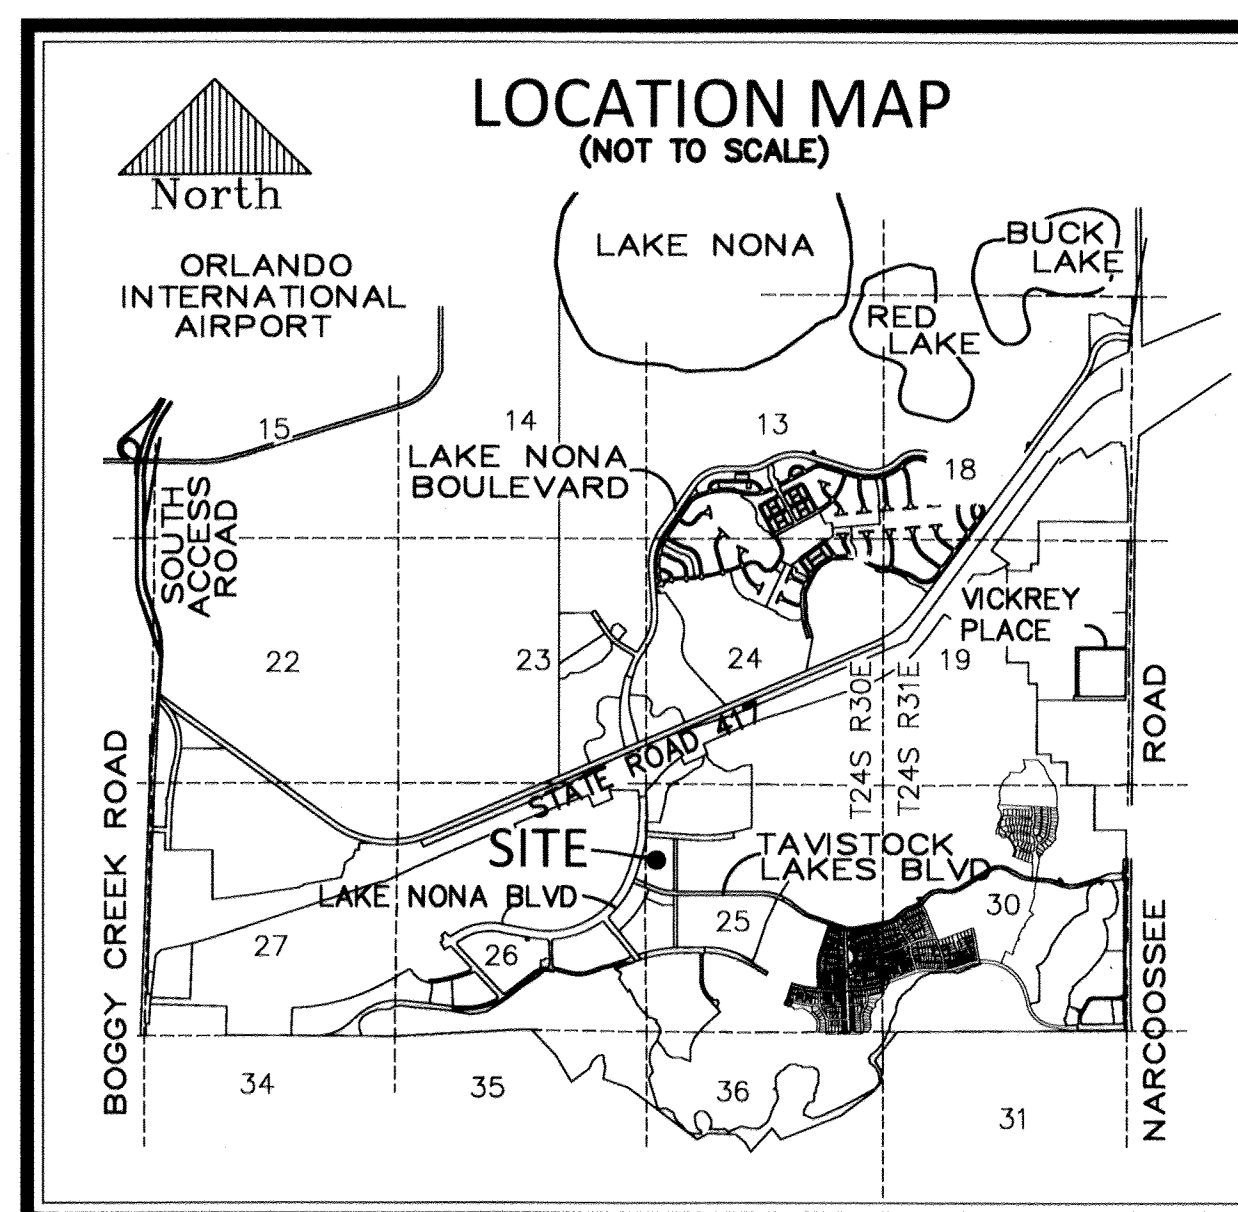 LOCATION MAP
(NOT TO SCALE)
North
ORLANDO
INTERNATIONAL
AIRPORT
LAKE NONA
BUCK
LAKE
RED
LAKE
15
14
13
18
LAKE NONA
BOULEVARD
SOUTH
ACCESS
ROAD
22
23
24
19
VICKREY
PLACE
T24S R30E
T24S R31E
STATE ROAD 417
BOGGY CREEK ROAD
NARCOOSSEE ROAD
SITE
TAVISTOCK
LAKES BLVD
LAKE NONA BLVD
27
26
25
30
34
35
36
31